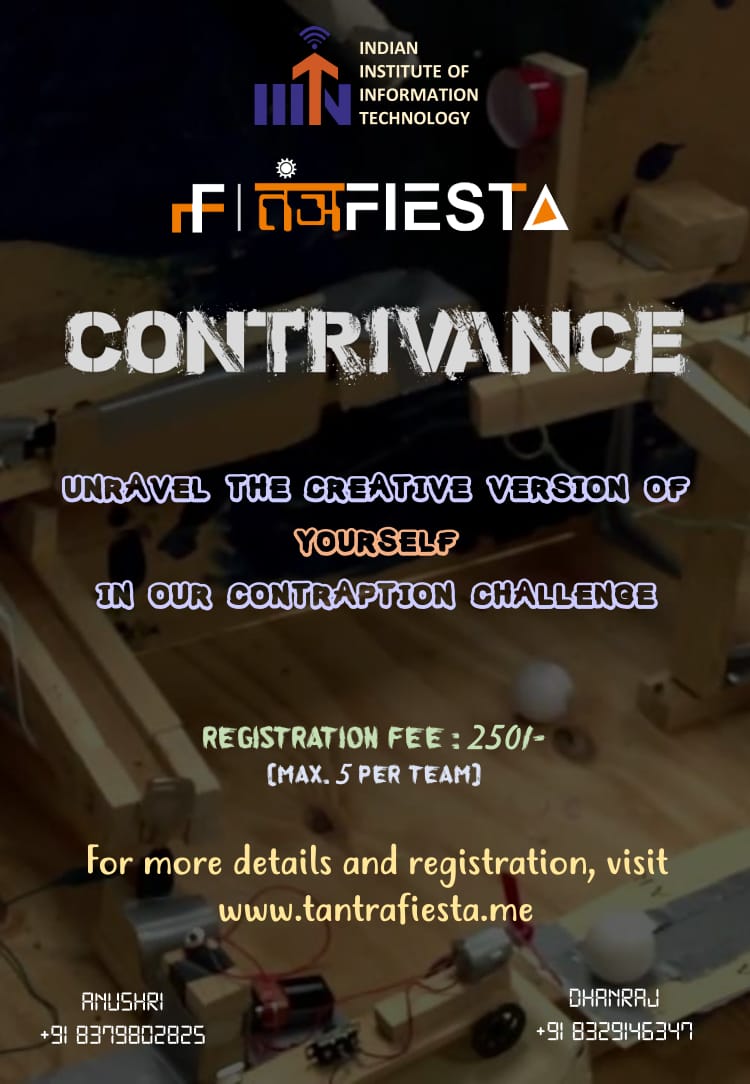 INDIAN
INSTITUTE OF
INFORMATION
TECHNOLOGY
IIITN
FF | तंत्रFIESTA
CONTRIVANCE
UNRAVEL THE CREATIVE VERSION OF
YOURSELF
IN OUR CONTRAPTION CHALLENGE
REGISTRATION FEE : 250/-
[MAX. 5 PER TEAM]
For more details and registration, visit
www.tantrafiesta.me
ANUSHRI
+91 8379802825
DHANRAJ
+91 8329146347